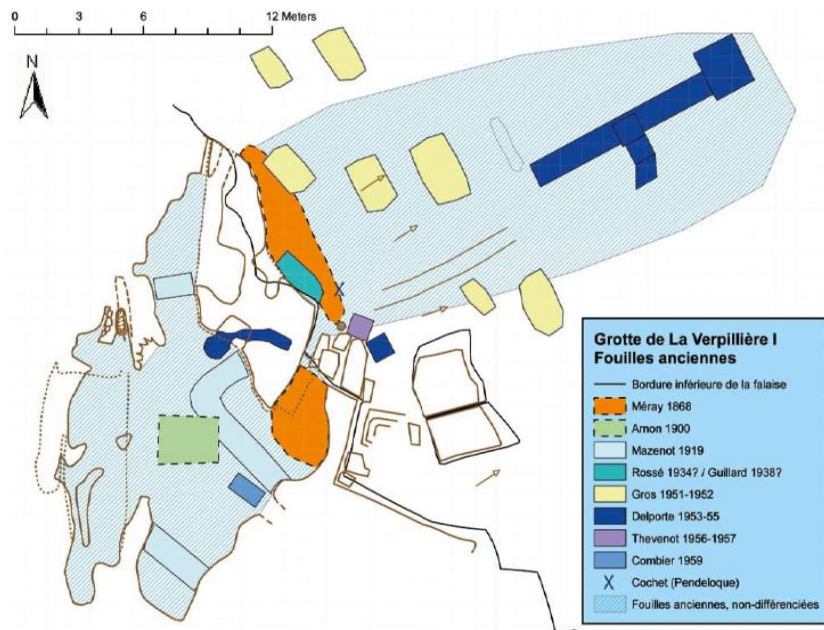 0 3 6 12 Meters
N
X
Grotte de La Verpillière I
Fouilles anciennes
Bordure inférieure de la falaise
Méray 1868
Arnon 1900
Mazenot 1919
Rossé 1934? / Guillard 1938?
Gros 1951-1952
Delporte 1953-55
Thevenot 1956-1957
Combier 1959
X Cochet (Pendeloque)
Fouilles anciennes, non-différenciées